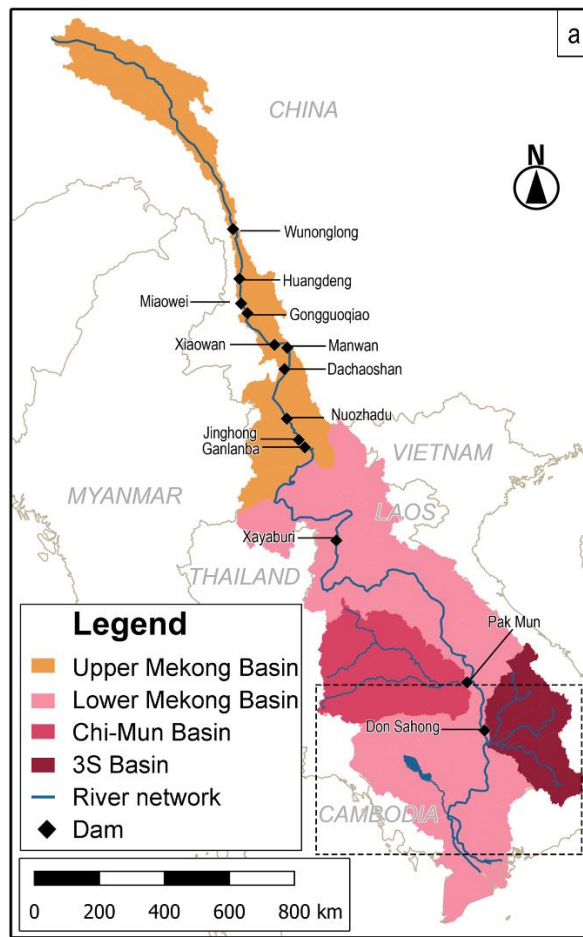 a
CHINA
N
Wunonglong
Huangdeng
Miaowei
Gongguoqiao
Xiaowan
Manwan
Dachaoshan
Nuozhadu
Jinghong
Ganlanba
VIETNAM
MYANMAR
LAOS
Xayaburi
THAILAND
Pak Mun
Legend
Upper Mekong Basin
Lower Mekong Basin
Chi-Mun Basin
3S Basin
River network
Dam
Don Sahong
CAMBODIA
0 200 400 600 800 km